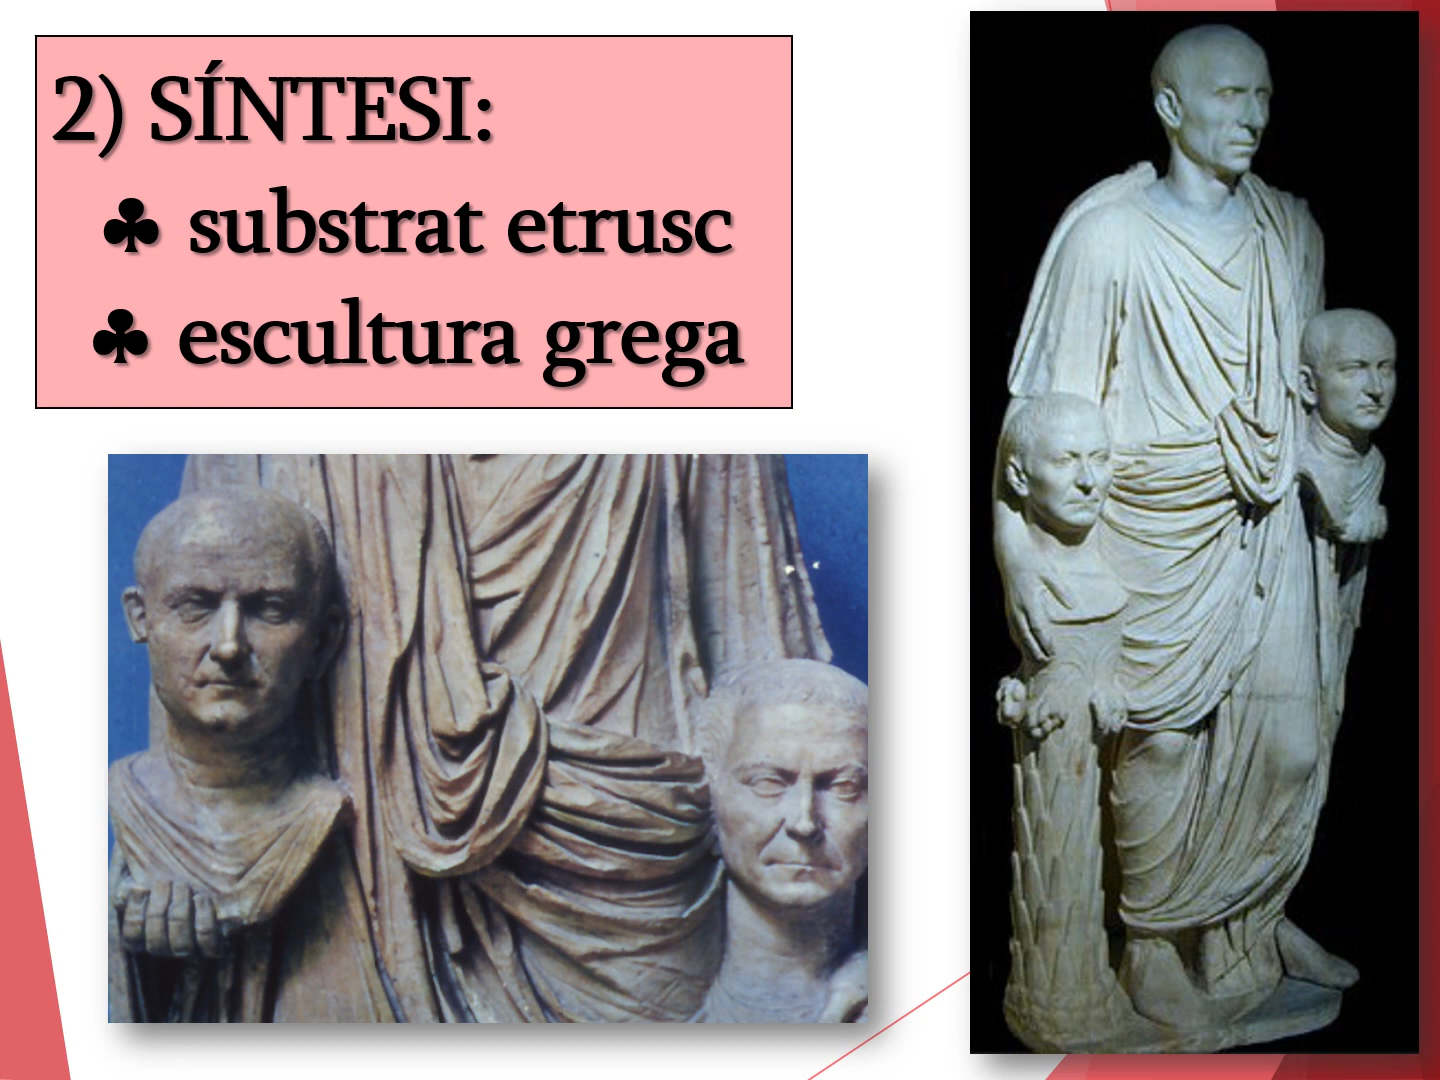 2) SÍNTESI:
♣ substrat etrusc
♣ escultura grega